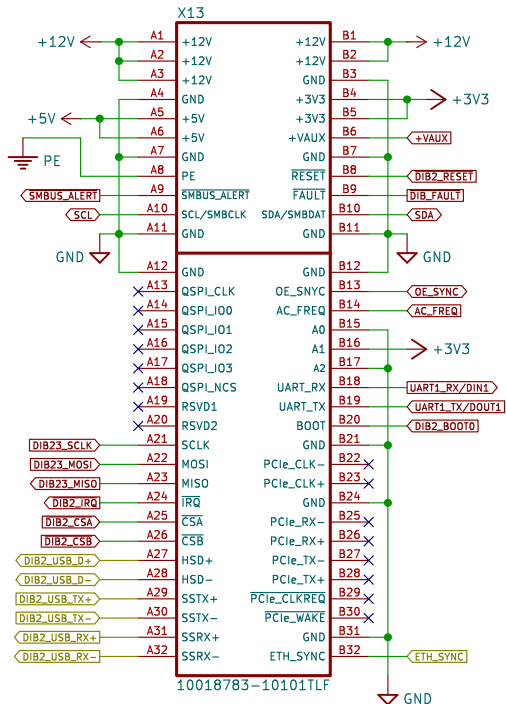 X13
+12V A1 +12V +12V B1 +12V
A2 +12V +12V B2
A3 +12V GND B3
A4 GND +3V3 B4 +3V3
+5V A5 +5V +3V3 B5
A6 +5V +VAUX B6 +VAUX
A7 GND GND B7
PE A8 PE RESET B8 DIB2_RESET
SMBUS_ALERT A9 SMBUS_ALERT FAULT B9 DIB_FAULT
SCL A10 SCL/SMBCLK SDA/SMBDAT B10 SDA
A11 GND GND B11
GND GND
A12 GND GND B12
A13 QSPI_CLK OE_SNYC B13 OE_SYNC
A14 QSPI_IO0 AC_FREQ B14 AC_FREQ
A15 QSPI_IO1 A0 B15
A16 QSPI_IO2 A1 B16 +3V3
A17 QSPI_IO3 A2 B17
A18 QSPI_NCS UART_RX B18 UART1_RX/DIN1
A19 RSVD1 UART_TX B19 UART1_TX/DOUT1
A20 RSVD2 BOOT B20 DIB2_BOOT0
DIB23_SCLK A21 SCLK GND B21
DIB23_MOSI A22 MOSI PCIe_CLK- B22
DIB23_MISO A23 MISO PCIe_CLK+ B23
DIB2_IRQ A24 IRQ GND B24
DIB2_CSA A25 CSA PCIe_RX- B25
DIB2_CSB A26 CSB PCIe_RX+ B26
DIB2_USB_D+ A27 HSD+ PCIe_TX- B27
DIB2_USB_D- A28 HSD- PCIe_TX+ B28
DIB2_USB_TX+ A29 SSTX+ PCIe_CLKREQ B29
DIB2_USB_TX- A30 SSTX- PCIe_WAKE B30
DIB2_USB_RX+ A31 SSRX+ GND B31
DIB2_USB_RX- A32 SSRX- ETH_SYNC B32 ETH_SYNC
10018783-10101TLF
GND